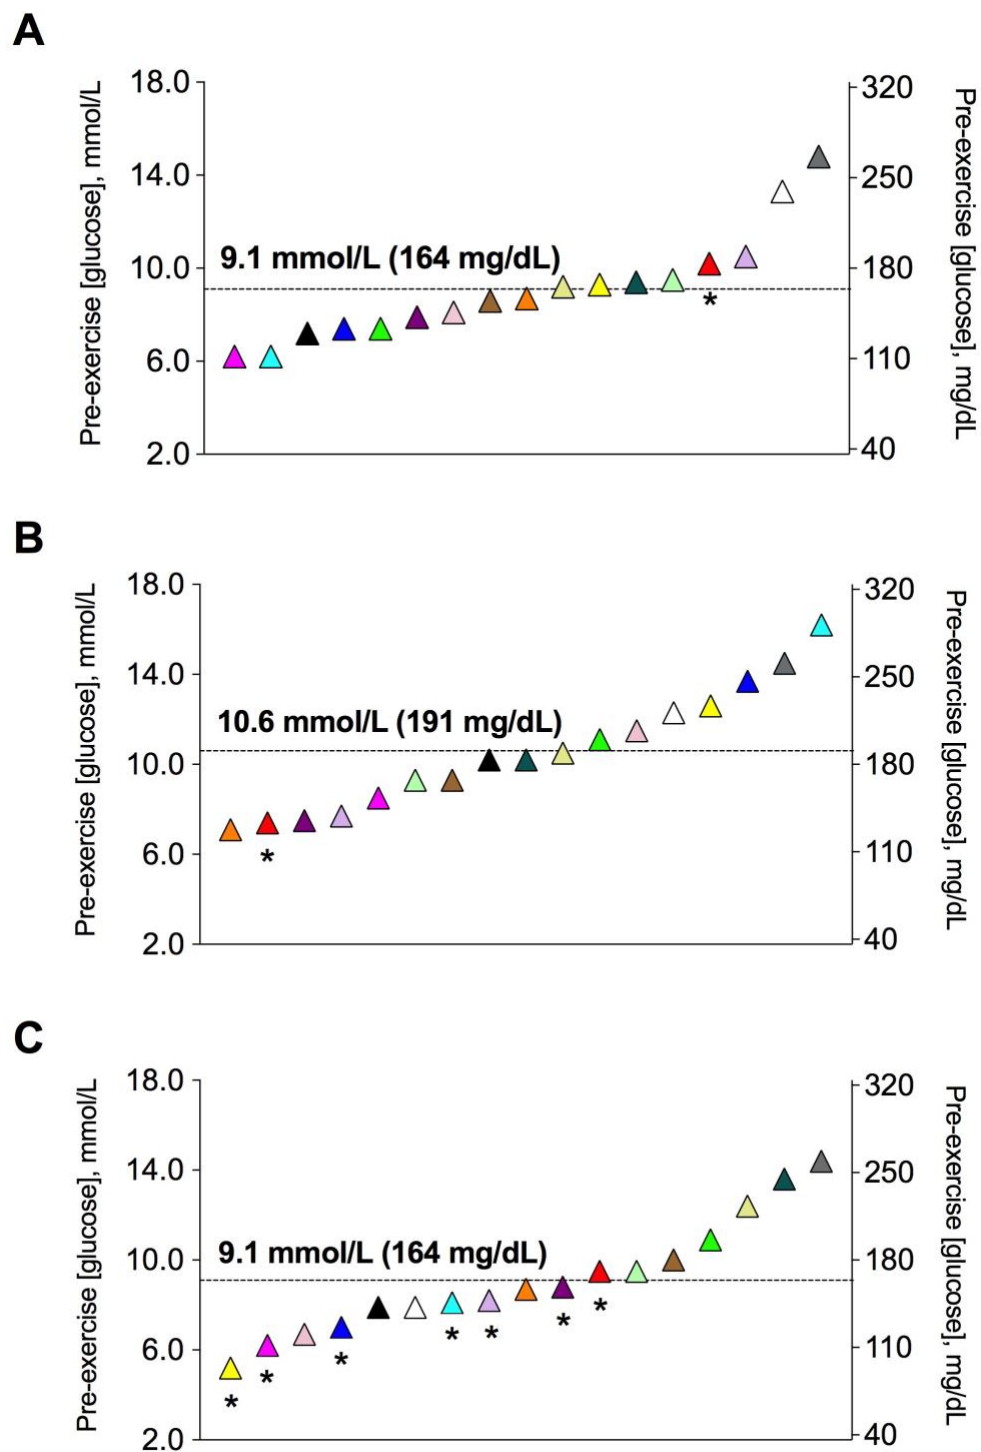 A
Pre-exercise [glucose], mmol/L
18.0
14.0
10.0
6.0
2.0
9.1 mmol/L (164 mg/dL)
*
320
250
180
110
40
Pre-exercise [glucose], mg/dL
B
Pre-exercise [glucose], mmol/L
18.0
14.0
10.0
6.0
2.0
10.6 mmol/L (191 mg/dL)
*
320
250
180
110
40
Pre-exercise [glucose], mg/dL
C
Pre-exercise [glucose], mmol/L
18.0
14.0
10.0
6.0
2.0
9.1 mmol/L (164 mg/dL)
* * * * * * *
320
250
180
110
40
Pre-exercise [glucose], mg/dL